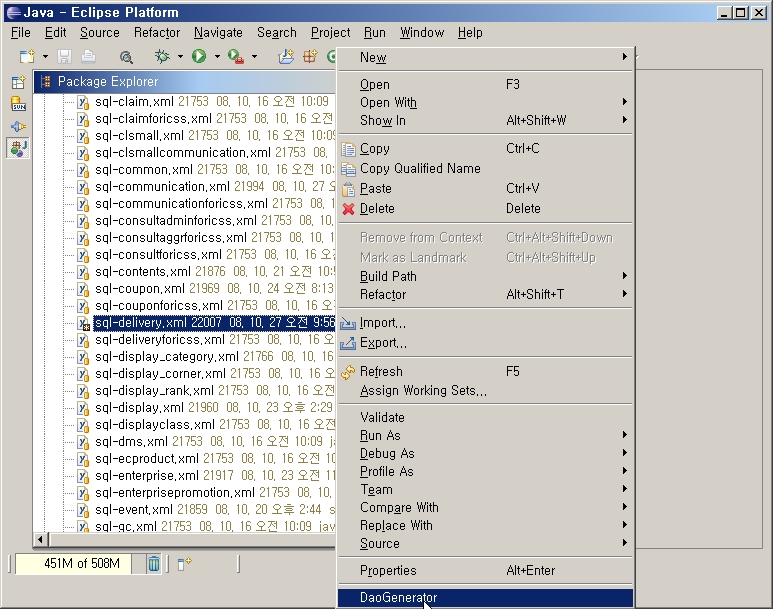 Java - Eclipse Platform
File Edit Source Refactor Navigate Search Project Run Window Help
Package Explorer
sql-claim.xml 21753 08. 10. 16 오전 10:09
sql-claimforicss.xml 21753 08. 10. 16 오
sql-clsmall.xml 21753 08. 10. 16 오전 10:09
sql-clsmallcommunication.xml 21753 08.
sql-common.xml 21753 08. 10. 16 오전 10:
sql-communication.xml 21994 08. 10. 27 오
sql-communicationforicss.xml 21753 08.
sql-consultadminforicss.xml 21753 08. 10.
sql-consultaggrforicss.xml 21753 08. 10.
sql-consultforicss.xml 21753 08. 10. 16 오
sql-contents.xml 21876 08. 10. 21 오전 10:
sql-coupon.xml 21969 08. 10. 24 오전 8:13
sql-couponforicss.xml 21753 08. 10. 16 오
sql-delivery.xml 22007 08. 10. 27 오전 9:56
sql-deliveryforicss.xml 21753 08. 10. 16
sql-display_category.xml 21766 08. 10.
sql-display_corner.xml 21753 08. 10. 16
sql-display_rank.xml 21753 08. 10. 16 오
sql-display.xml 21960 08. 10. 23 오후 2:29
sql-displayclass.xml 21753 08. 10. 16 오
sql-dms.xml 21753 08. 10. 16 오전 10:09
sql-ecproduct.xml 21753 08. 10. 16 오전 10
sql-enterprise.xml 21917 08. 10. 23 오전 11
sql-enterprisepromotion.xml 21753 08. 10.
sql-event.xml 21859 08. 10. 20 오후 2:44 s
sql-gc.xml 21753 08. 10. 16 오전 10:09 jav
451M of 508M
New
Open F3
Open With
Show In Alt+Shift+W
Copy Ctrl+C
Copy Qualified Name
Paste Ctrl+V
Delete Delete
Remove from Context Ctrl+Alt+Shift+Down
Mark as Landmark Ctrl+Alt+Shift+Up
Build Path
Refactor Alt+Shift+T
Import...
Export...
Refresh F5
Assign Working Sets...
Validate
Run As
Debug As
Profile As
Team
Compare With
Replace With
Source
Properties Alt+Enter
DaoGenerator